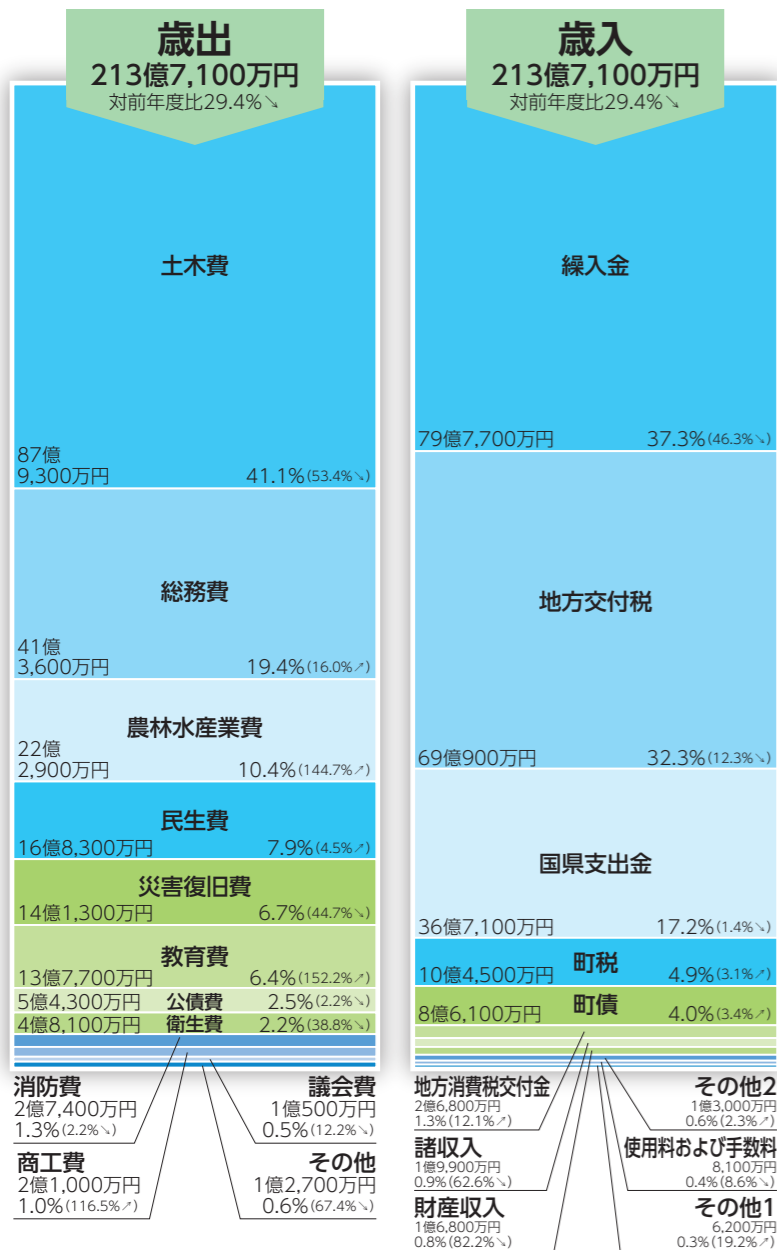 歳出
213億7,100万円
対前年度比29.4%↘
土木費
87億
9,300万円 41.1%(53.4%↘)
総務費
41億
3,600万円 19.4%(16.0%↗)
農林水産業費
22億
2,900万円 10.4%(144.7%↗)
民生費
16億8,300万円 7.9%(4.5%↗)
災害復旧費
14億1,300万円 6.7%(44.7%↘)
教育費
13億7,700万円 6.4%(152.2%↗)
5億4,300万円 公債費 2.5%(2.2%↘)
4億8,100万円 衛生費 2.2%(38.8%↘)
消防費
2億7,400万円
1.3%(2.2%↘)
議会費
1億500万円
0.5%(12.2%↘)
商工費
2億1,000万円
1.0%(116.5%↗)
その他
1億2,700万円
0.6%(67.4%↘)
歳入
213億7,100万円
対前年度比29.4%↘
繰入金
79億7,700万円 37.3%(46.3%↘)
地方交付税
69億900万円 32.3%(12.3%↘)
国県支出金
36億7,100万円 17.2%(1.4%↘)
10億4,500万円 町税 4.9%(3.1%↗)
8億6,100万円 町債 4.0%(3.4%↗)
地方消費税交付金
2億6,800万円
1.3%(12.1%↗)
その他2
1億3,000万円
0.6%(2.3%↗)
諸収入
1億9,900万円
0.9%(62.6%↘)
使用料および手数料
8,100万円
0.4%(8.6%↘)
財産収入
1億6,800万円
0.8%(82.2%↘)
その他1
6,200万円
0.3%(19.2%↗)